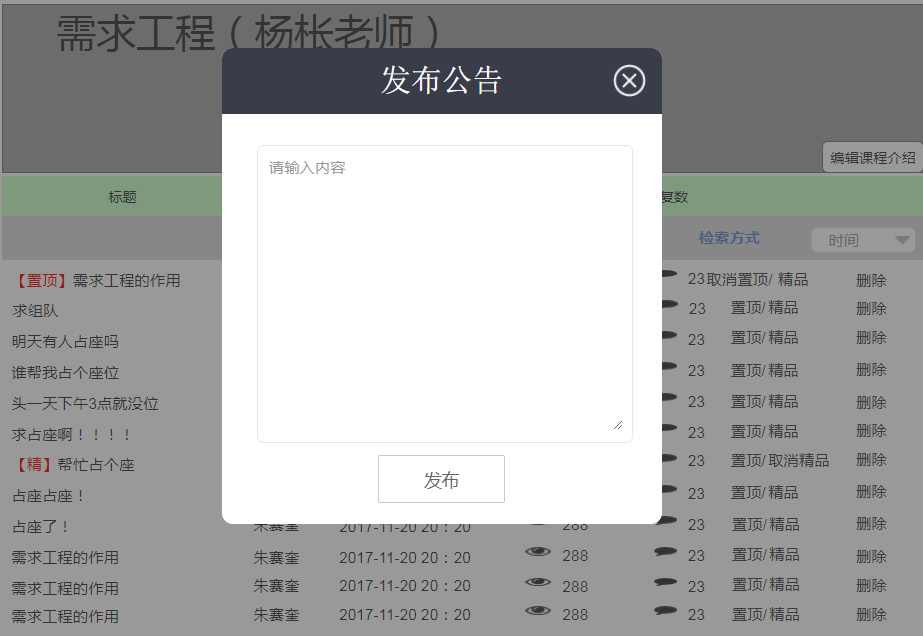 需求工程（杨枨老师）
发布公告
编辑课程介绍
请输入内容
标题 复数
检索方式 时间
【置顶】需求工程的作用 23 取消置顶/ 精品 删除
求组队 23 置顶/ 精品 删除
明天有人占座吗 23 置顶/ 精品 删除
谁帮我占个座位 23 置顶/ 精品 删除
头一天下午3点就没位 23 置顶/ 精品 删除
求占座啊！！！！ 23 置顶/ 精品 删除
【精】帮忙占个座 23 置顶/ 取消精品 删除
占座占座！ 23 置顶/ 精品 删除
发布
占座了！ 朱赛奎 2017-11-20 20：20 288 23 置顶/ 精品 删除
需求工程的作用 朱赛奎 2017-11-20 20：20 288 23 置顶/ 精品 删除
需求工程的作用 朱赛奎 2017-11-20 20：20 288 23 置顶/ 精品 删除
需求工程的作用 朱赛奎 2017-11-20 20：20 288 23 置顶/ 精品 删除